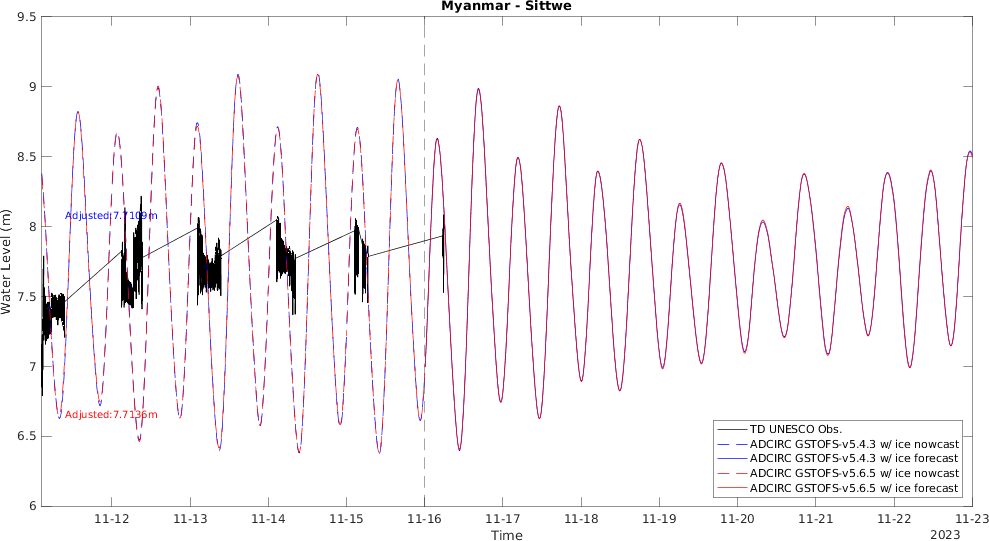 Myanmar - Sittwe
9.5
9
8.5
8
7.5
7
6.5
6
Water Level (m)
Adjusted:7.7109m
Adjusted:7.7136m
TD UNESCO Obs.
ADCIRC GSTOFS-v5.4.3 w/ ice nowcast
ADCIRC GSTOFS-v5.4.3 w/ ice forecast
ADCIRC GSTOFS-v5.6.5 w/ ice nowcast
ADCIRC GSTOFS-v5.6.5 w/ ice forecast
11-12 11-13 11-14 11-15 11-16 11-17 11-18 11-19 11-20 11-21 11-22 11-23
Time
2023